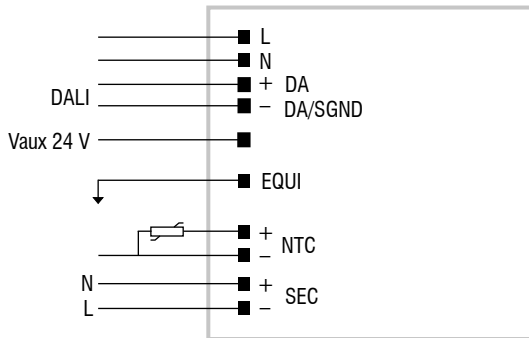 L
N
+ DA
DALI
− DA/SGND
Vaux 24 V
EQUI
+
NTC
−
N
+
SEC
L
−